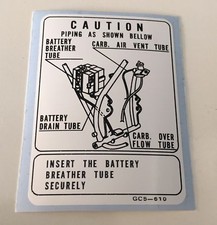 CAUTION
PIPING AS SHOWN BELLOW
BATTERY
BREATHER
TUBE
CARB. AIR VENT TUBE
BATTERY
DRAIN TUBE
CARB. OVER
FLOW TUBE
INSERT THE BATTERY
BREATHER TUBE
SECURELY
GC5-610